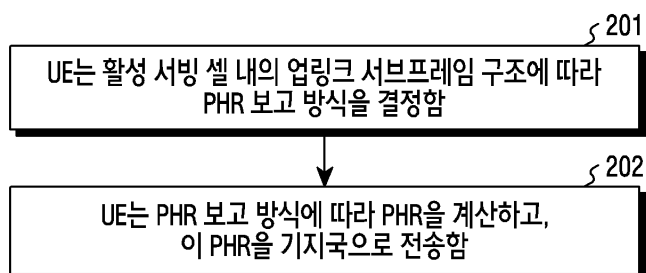 201
UE는 활성 서빙 셀 내의 업링크 서브프레임 구조에 따라
PHR 보고 방식을 결정함
202
UE는 PHR 보고 방식에 따라 PHR을 계산하고,
이 PHR을 기지국으로 전송함